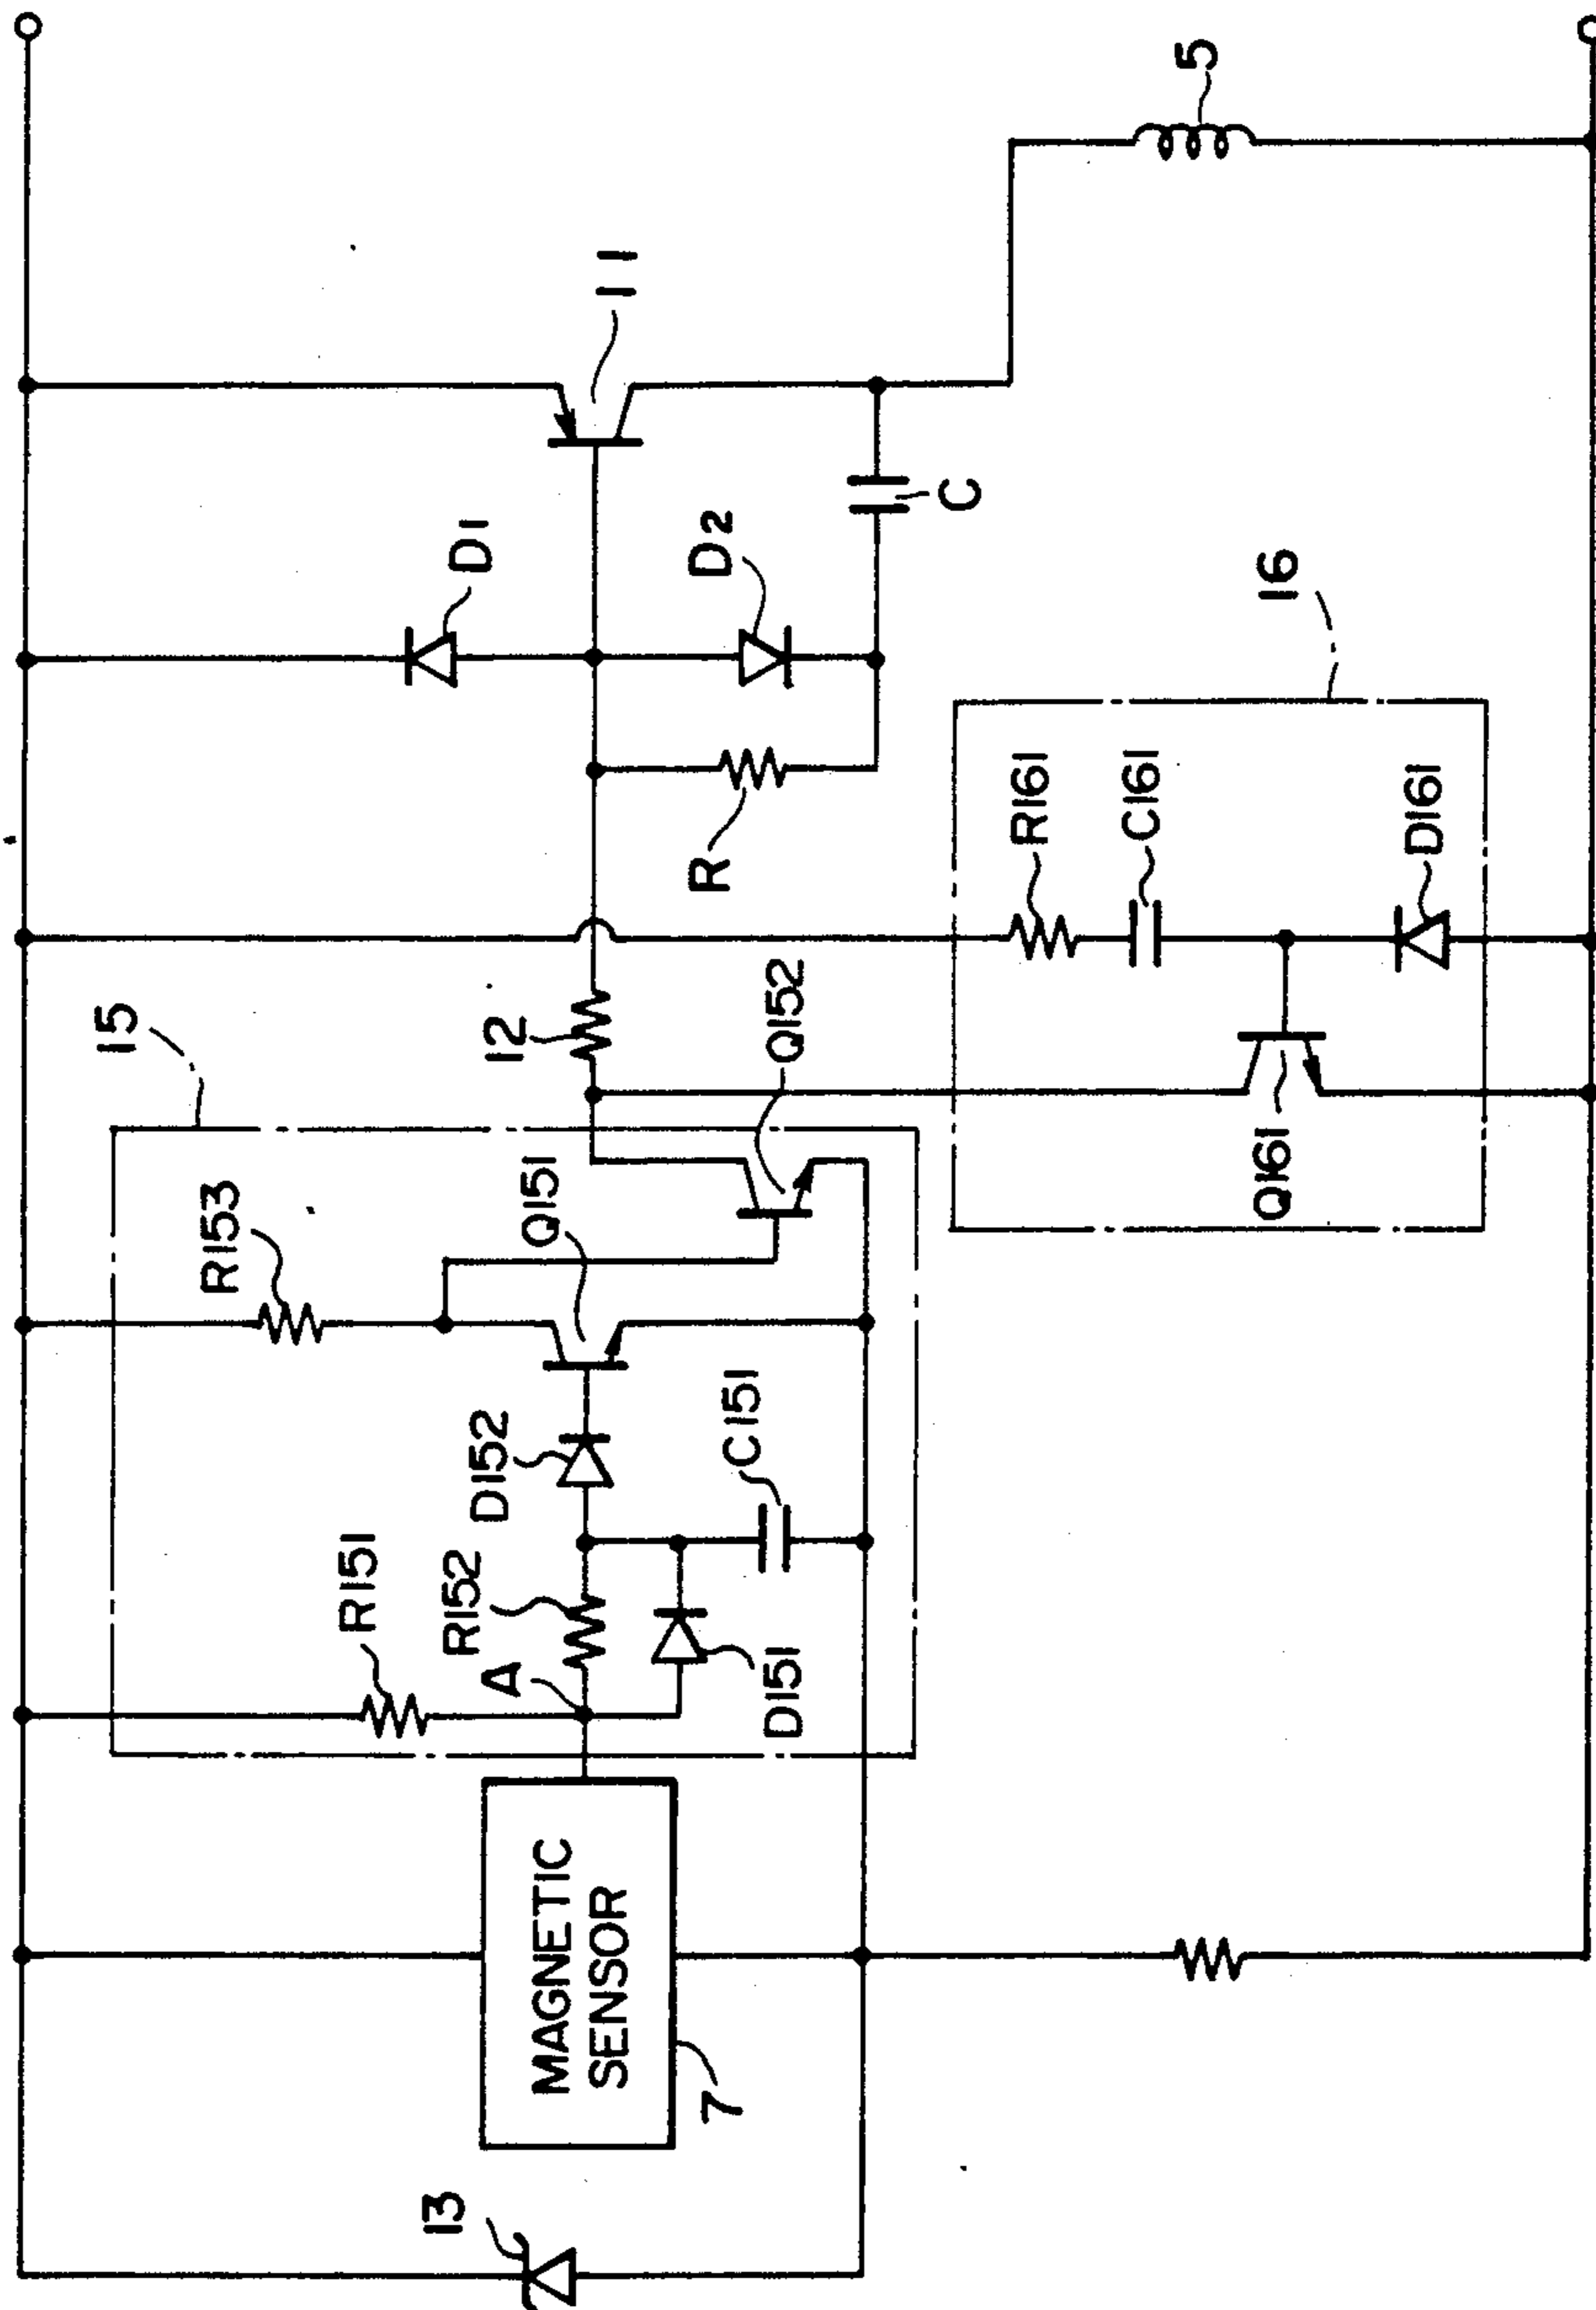 13
MAGNETIC
SENSOR
7
R151
A
R152
D151
D152
C151
R153
Q151
15
Q152
12
Q161
R161
C161
D161
16
R
D1
D2
C
11
5